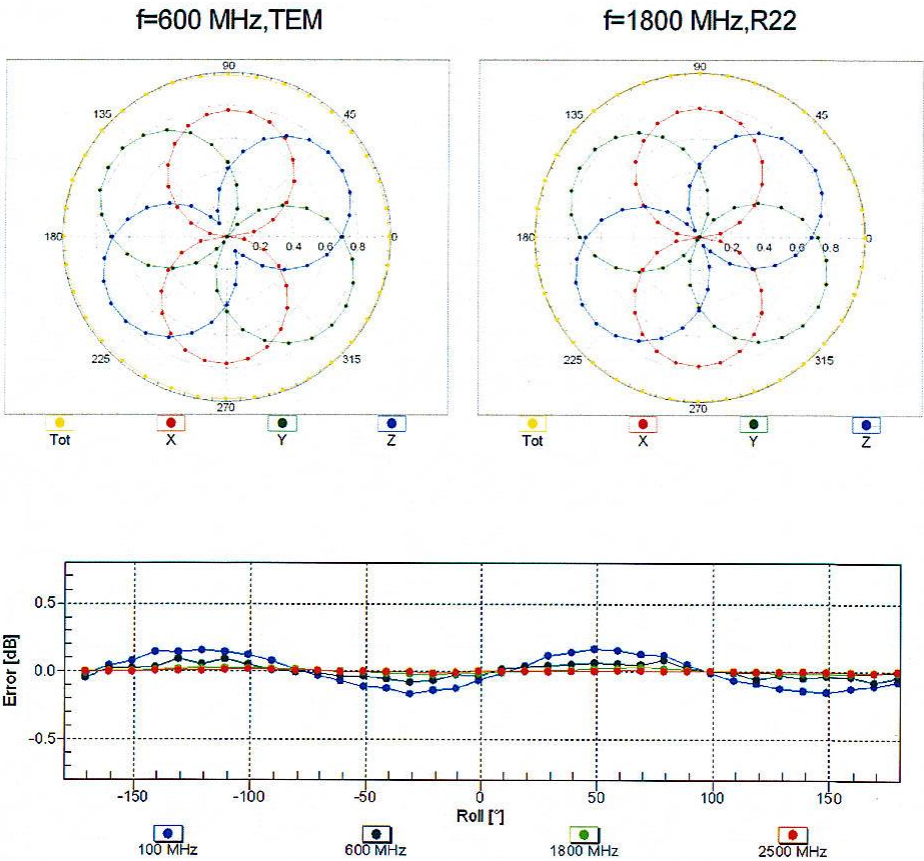 f=600 MHz,TEM
f=1800 MHz,R22
90
135
45
180
0.2
0.4
0.6
0.8
0
225
315
270
Tot
X
Y
Z
90
135
45
180
0.2
0.4
0.6
0.8
0
225
315
270
Tot
X
Y
Z
Error [dB]
0.5
0.0
-0.5
-150
-100
-50
0
50
100
150
Roll [°]
100 MHz
600 MHz
1800 MHz
2500 MHz